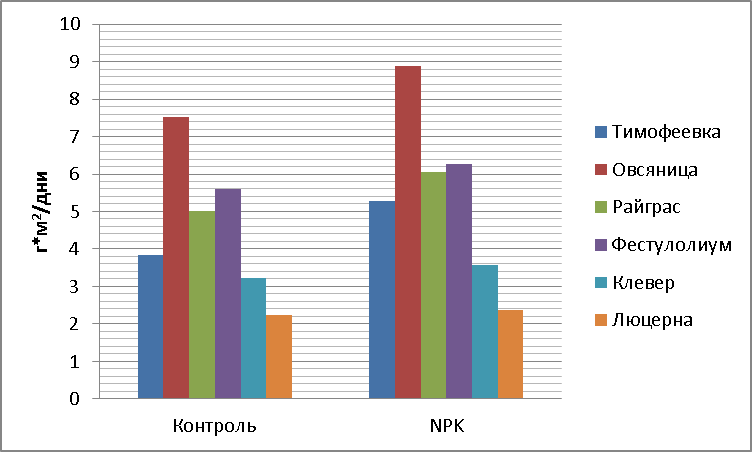 г*м²/дни
10
9
8
7
6
5
4
3
2
1
0
Контроль
NPK
Тимофеевка
Овсяница
Райграс
Фестулолиум
Клевер
Люцерна